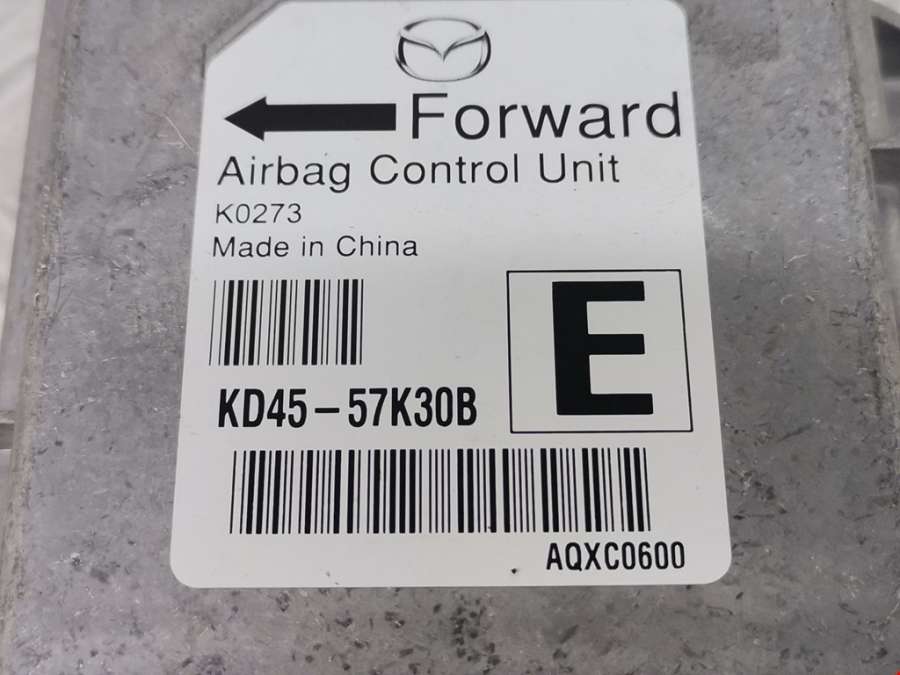 Forward
Airbag Control Unit
K0273
Made in China
E
KD45-57K30B
AQXC0600